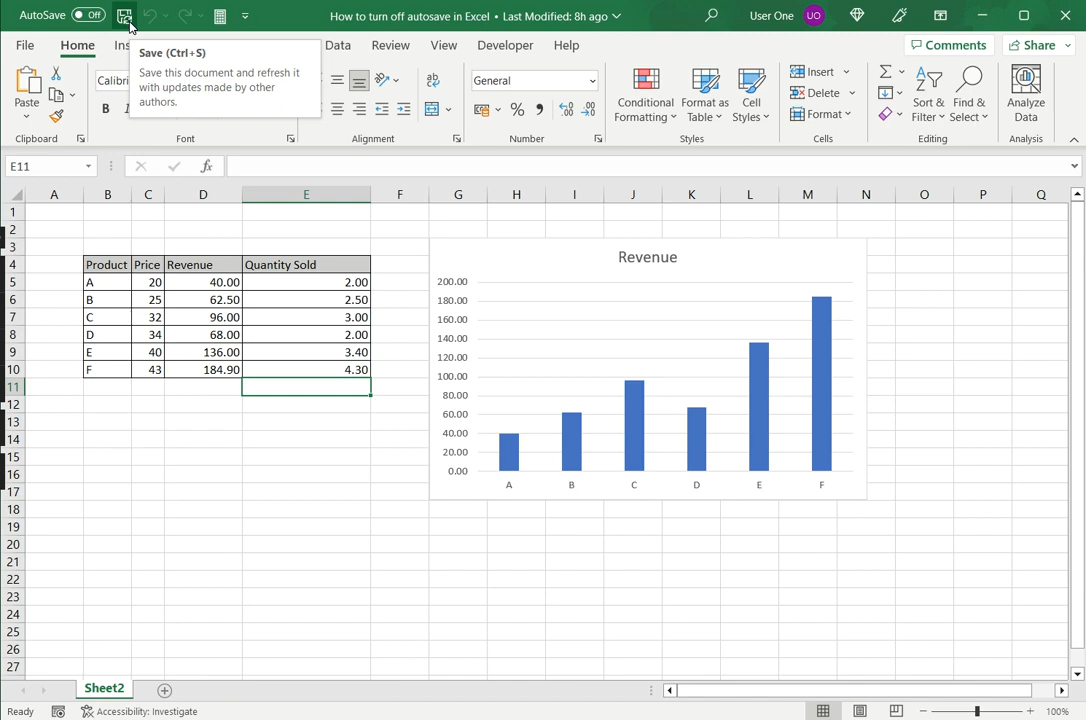 AutoSave Off How to turn off autosave in Excel • Last Modified: 8h ago User One UO
File Home Ins Data Review View Developer Help Comments Share
Save (Ctrl+S)
Save this document and refresh it
with updates made by other
authors.
Paste Calibri B I General
Conditional
Formatting
Format as
Table
Cell
Styles
Insert
Delete
Format
Sort &
Filter
Find &
Select
Analyze
Data
Clipboard Font Alignment Number Styles Cells Editing Analysis
E11 fx
A B C D E F G H I J K L M N O P Q
1
2
3
4 Product Price Revenue Quantity Sold
5 A 20 40.00 2.00
6 B 25 62.50 2.50
7 C 32 96.00 3.00
8 D 34 68.00 2.00
9 E 40 136.00 3.40
10 F 43 184.90 4.30
11
12
13
14
15
16
17
18
19
20
21
22
23
24
25
26
27
Revenue
200.00
180.00
160.00
140.00
120.00
100.00
80.00
60.00
40.00
20.00
0.00
A B C D E F
Sheet2
Ready Accessibility: Investigate 100%